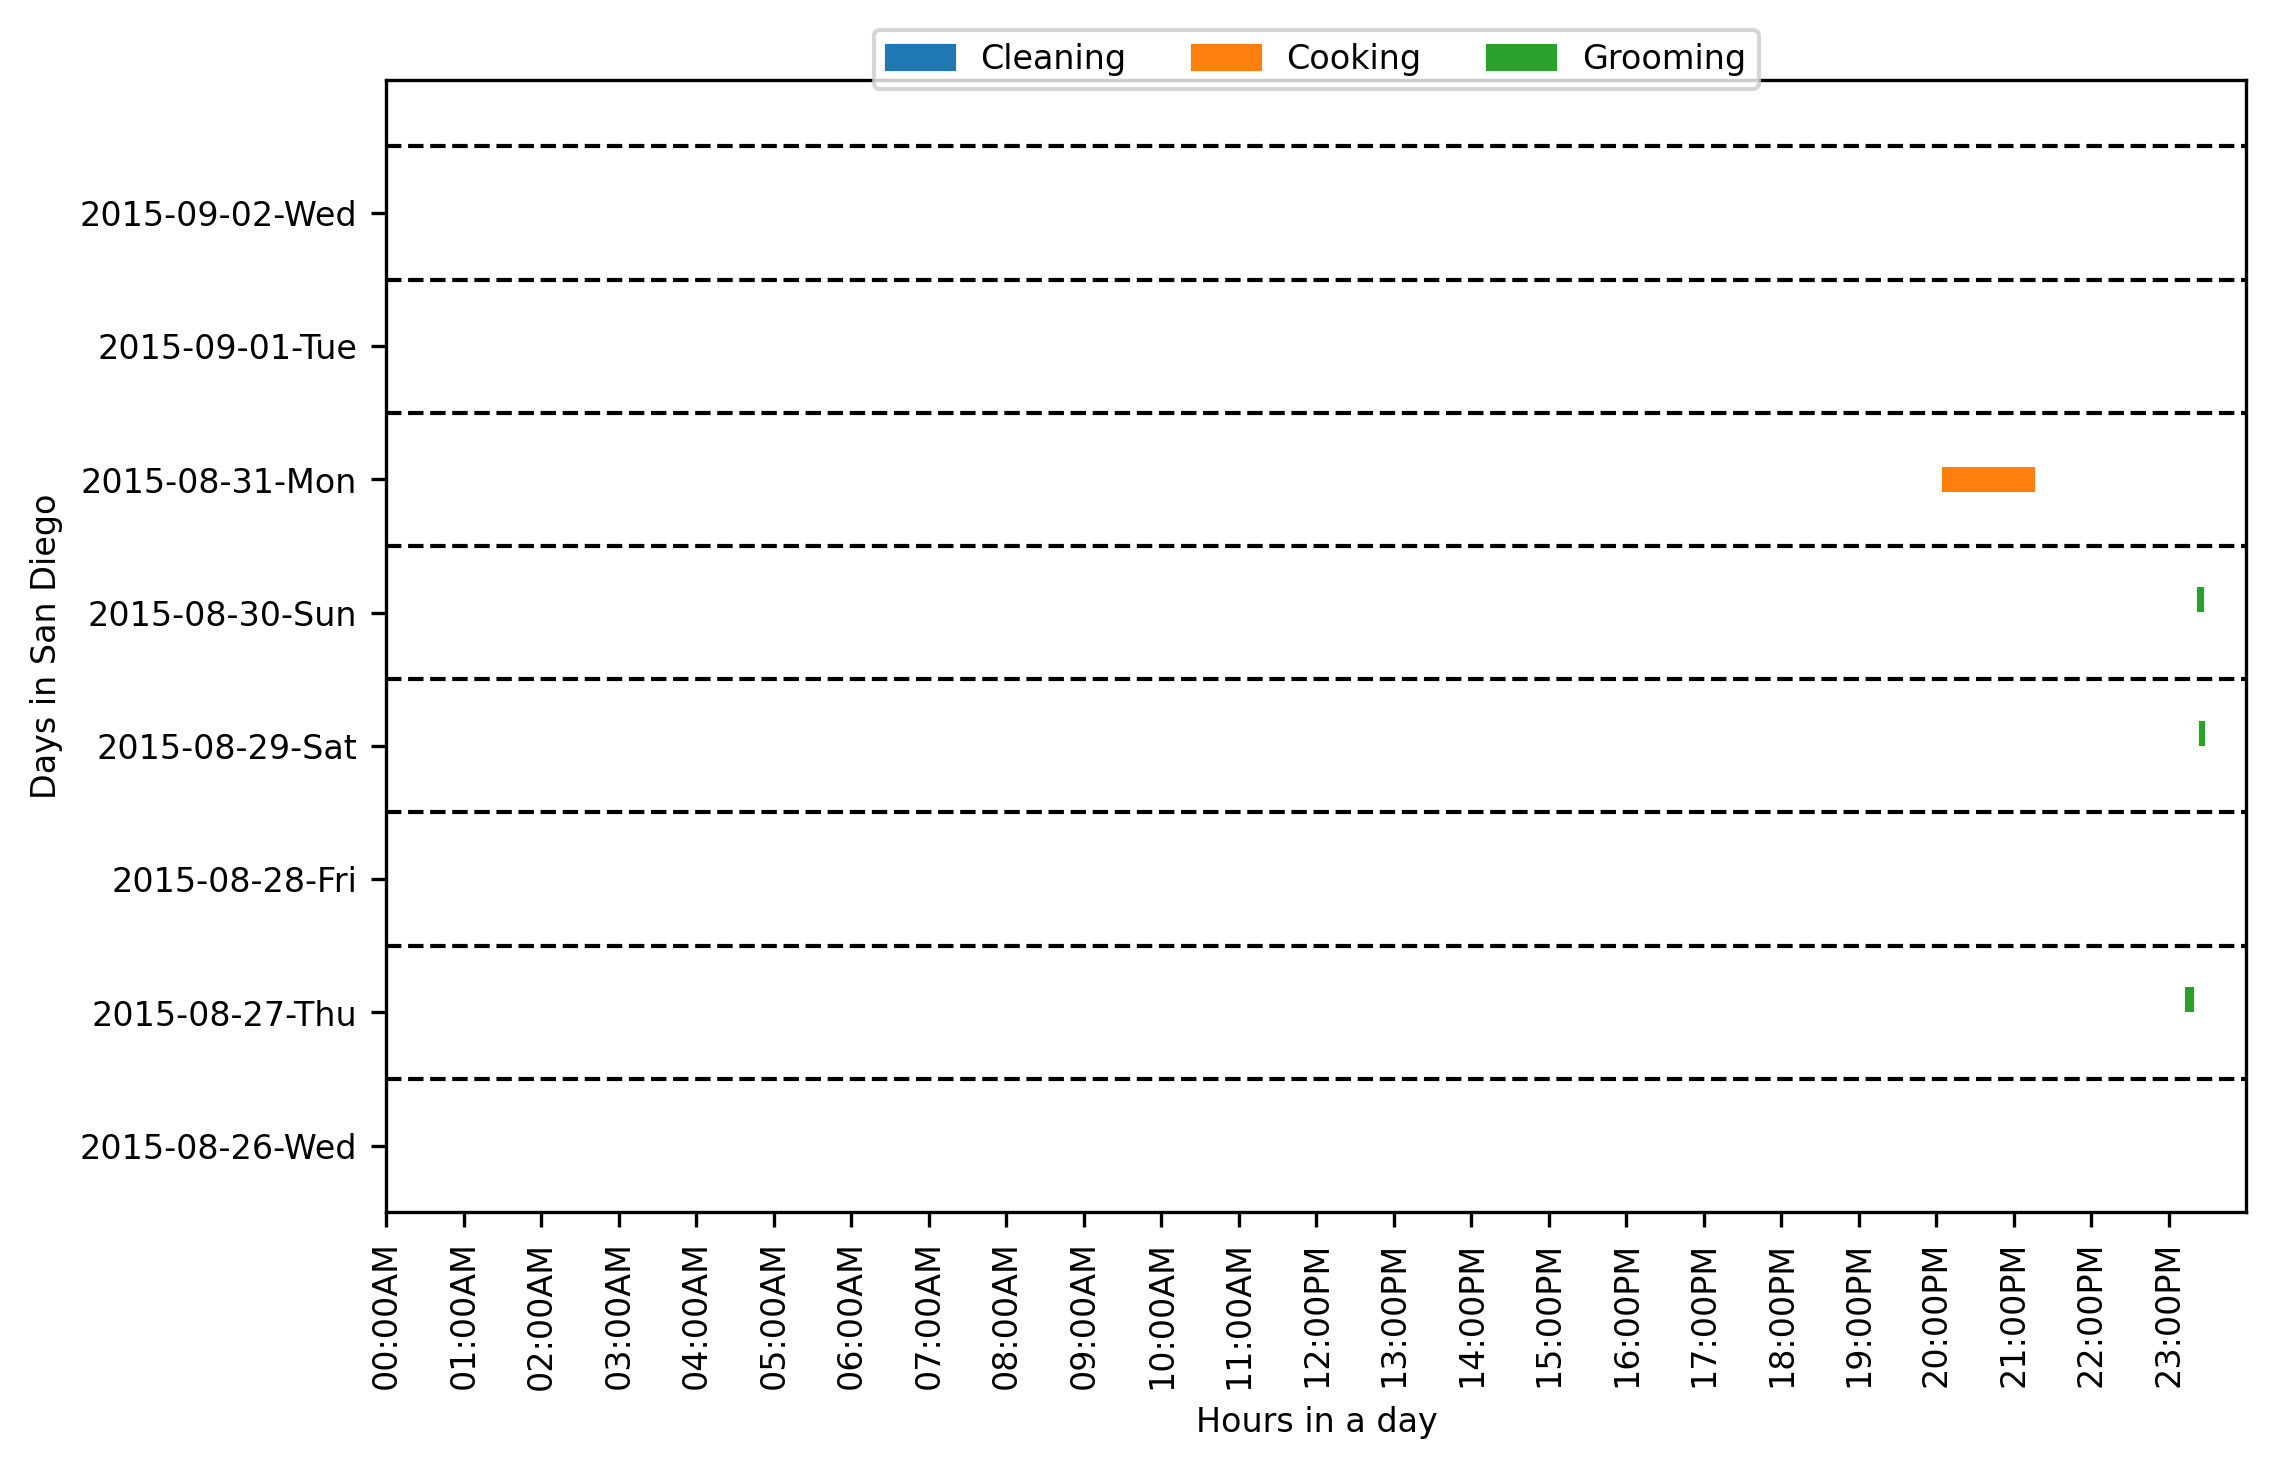 Cleaning Cooking Grooming
2015-09-02-Wed
2015-09-01-Tue
2015-08-31-Mon
2015-08-30-Sun
2015-08-29-Sat
2015-08-28-Fri
2015-08-27-Thu
2015-08-26-Wed
Days in San Diego
00:00AM
01:00AM
02:00AM
03:00AM
04:00AM
05:00AM
06:00AM
07:00AM
08:00AM
09:00AM
10:00AM
11:00AM
12:00PM
13:00PM
14:00PM
15:00PM
16:00PM
17:00PM
18:00PM
19:00PM
20:00PM
21:00PM
22:00PM
23:00PM
Hours in a day